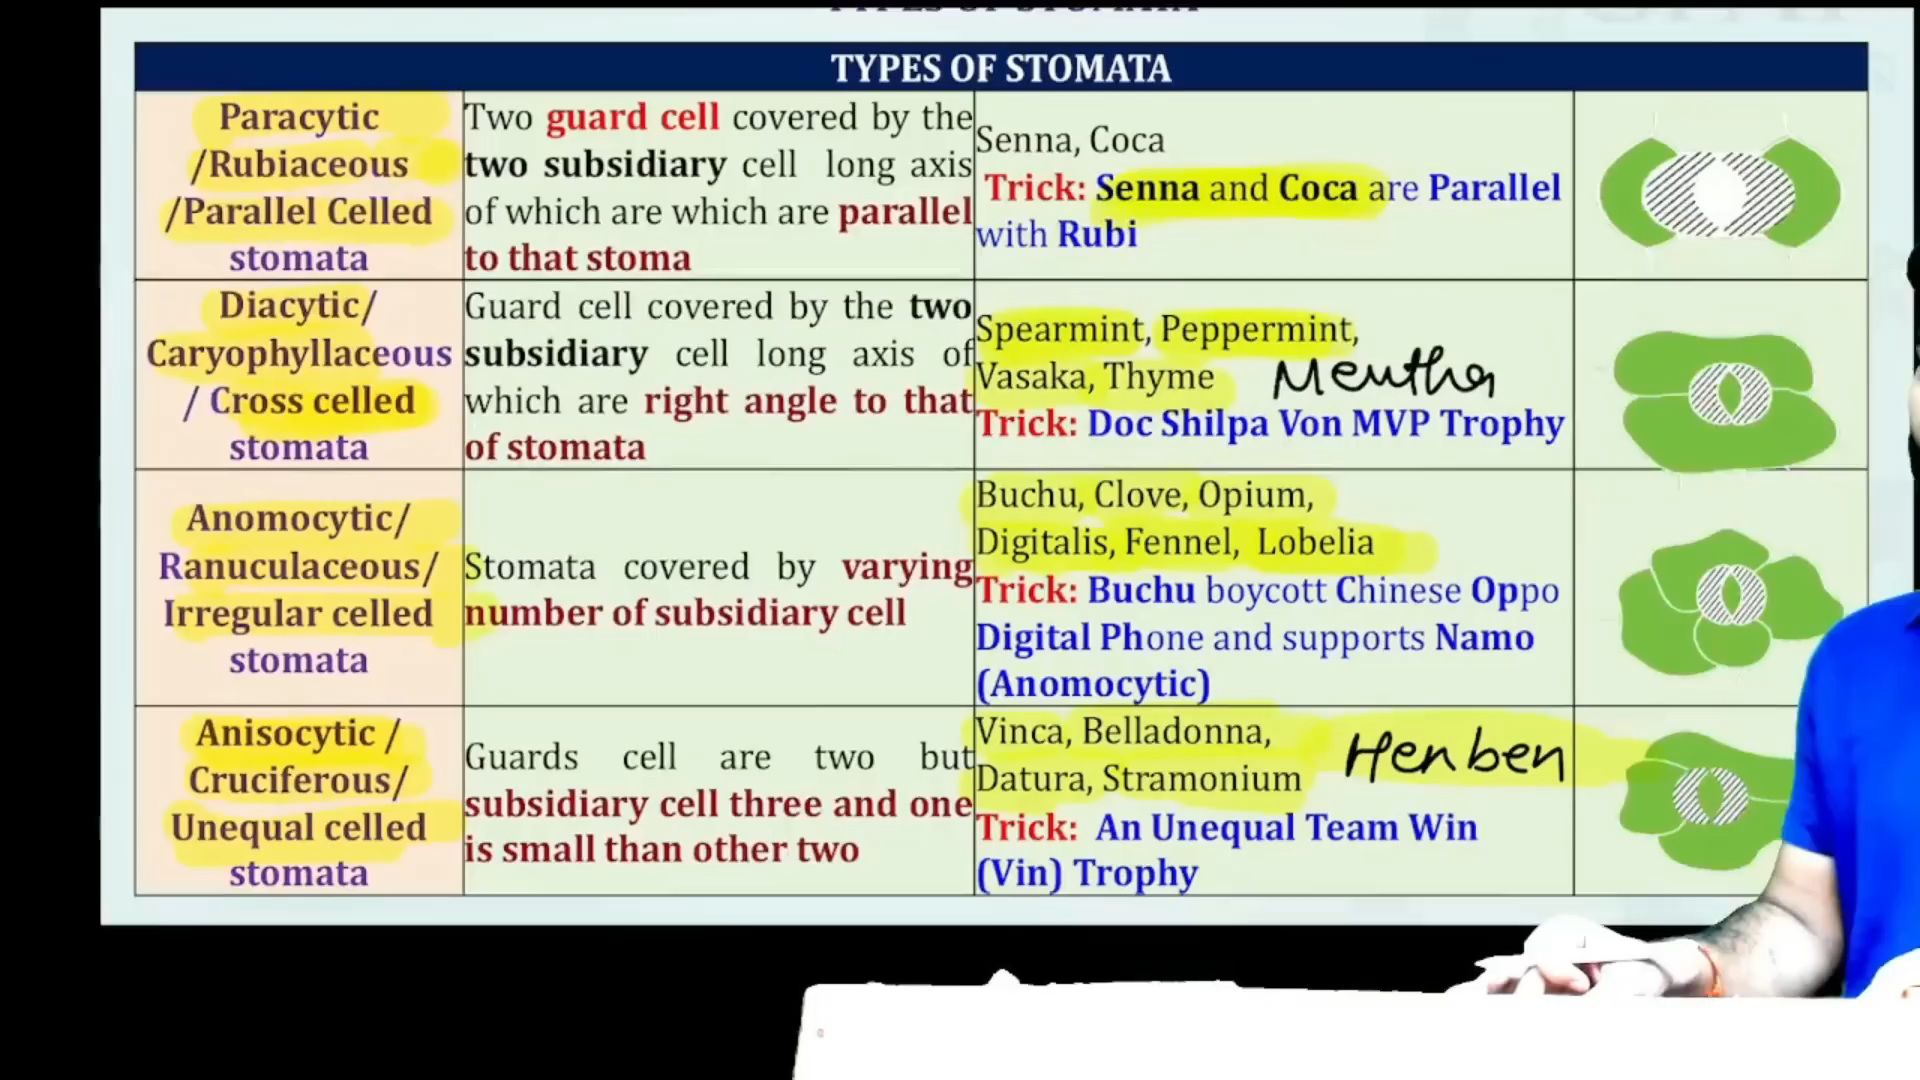 TYPES OF STOMATA
TYPES OF STOMATA
Paracytic
/Rubiaceous
/Parallel Celled
stomata
Two guard cell covered by the
two subsidiary cell long axis
of which are which are parallel
to that stoma
Senna, Coca
Trick: Senna and Coca are Parallel
with Rubi
Diacytic/
Caryophyllaceous
/ Cross celled
stomata
Guard cell covered by the two
subsidiary cell long axis of
which are right angle to that
of stomata
Spearmint, Peppermint,
Vasaka, Thyme Mentha
Trick: Doc Shilpa Von MVP Trophy
Anomocytic/
Ranuculaceous/
Irregular celled
stomata
Stomata covered by varying
number of subsidiary cell
Buchu, Clove, Opium,
Digitalis, Fennel, Lobelia
Trick: Buchu boycott Chinese Oppo
Digital Phone and supports Namo
(Anomocytic)
Anisocytic /
Cruciferous/
Unequal celled
stomata
Guards cell are two but
subsidiary cell three and one
is small than other two
Vinca, Belladonna,
Datura, Stramonium Henben
Trick: An Unequal Team Win
(Vin) Trophy